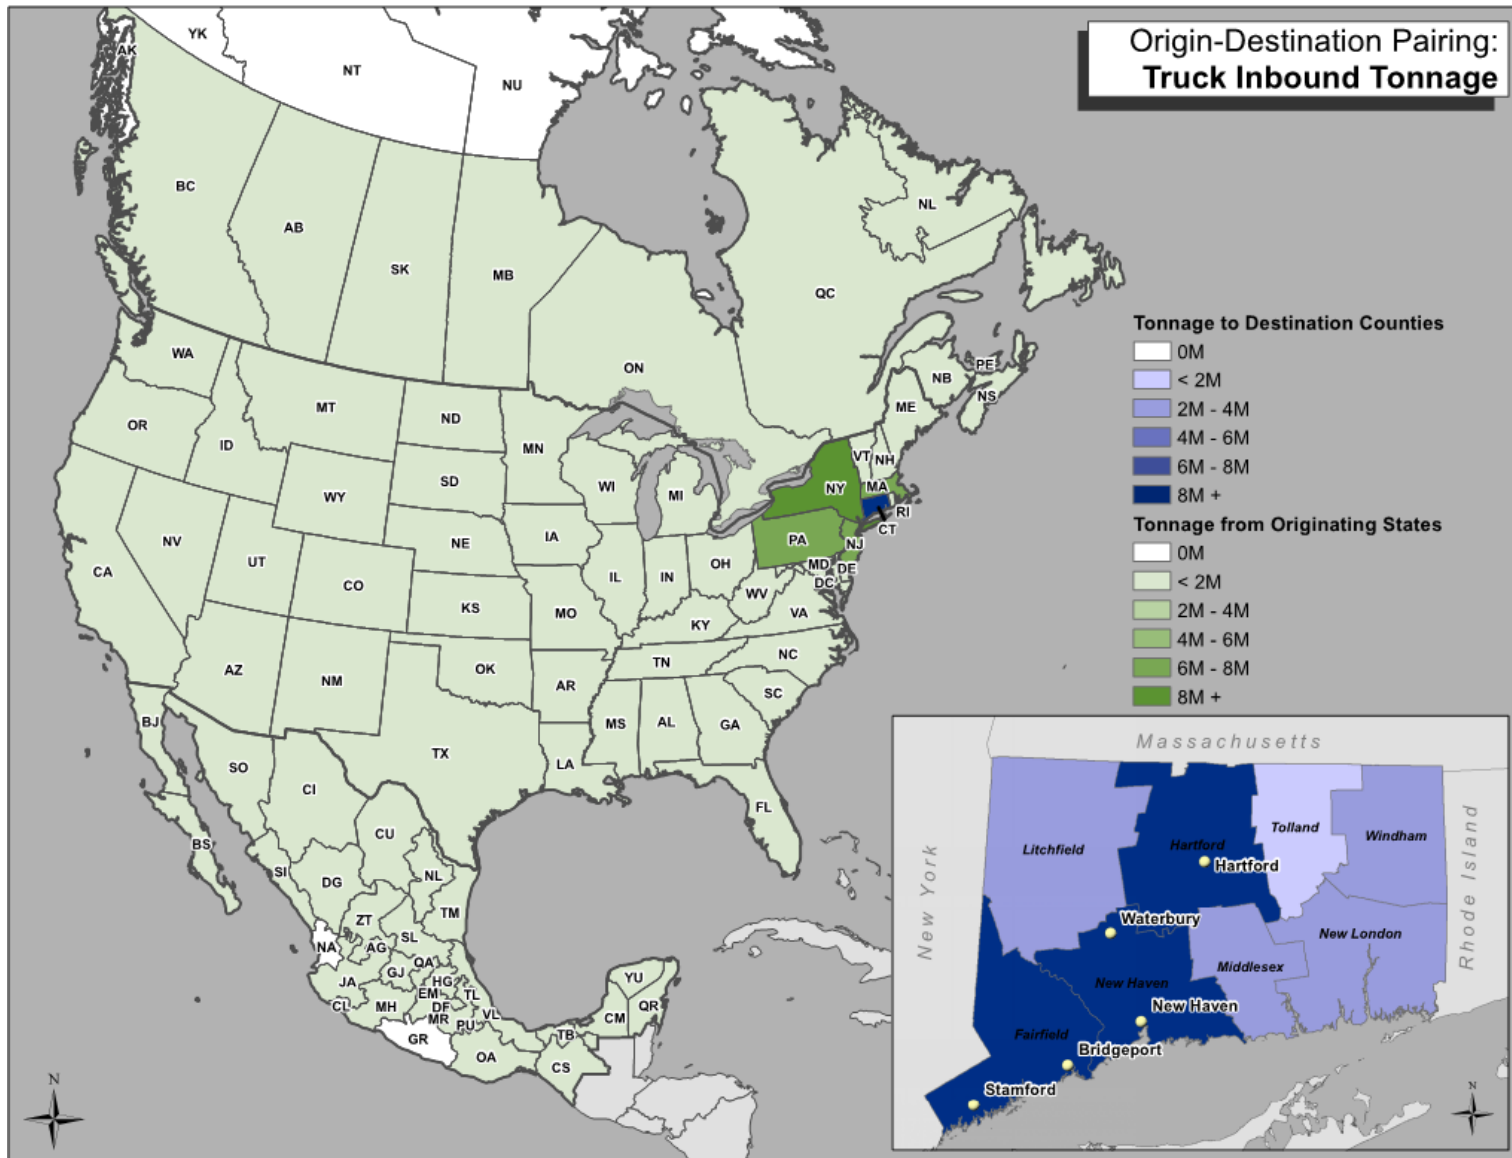 Origin-Destination Pairing:
Truck Inbound Tonnage
AK
YK
NT
NU
BC
AB
SK
MB
ON
QC
NL
NB
PE
NS
WA
OR
ID
MT
ND
MN
WI
MI
NY
VT
NH
ME
MA
RI
CT
WY
SD
NE
IA
IL
IN
OH
PA
NJ
MD
DE
DC
CA
NV
UT
CO
KS
MO
KY
WV
VA
AZ
NM
OK
AR
TN
NC
SC
MS
AL
GA
TX
LA
FL
BJ
SO
CI
CU
BS
SI
DG
NL
TM
ZT
SL
NA
AG
JA
GJ
QA
HG
EM
DF
TL
CL
MH
MR
PU
VL
GR
OA
TB
CS
CM
YU
QR
Tonnage to Destination Counties
0M
< 2M
2M - 4M
4M - 6M
6M - 8M
8M +
Tonnage from Originating States
0M
< 2M
2M - 4M
4M - 6M
6M - 8M
8M +
Massachusetts
New York
Rhode Island
Litchfield
Hartford
Hartford
Tolland
Windham
Waterbury
New London
Middlesex
New Haven
New Haven
Fairfield
Bridgeport
Stamford
N
N